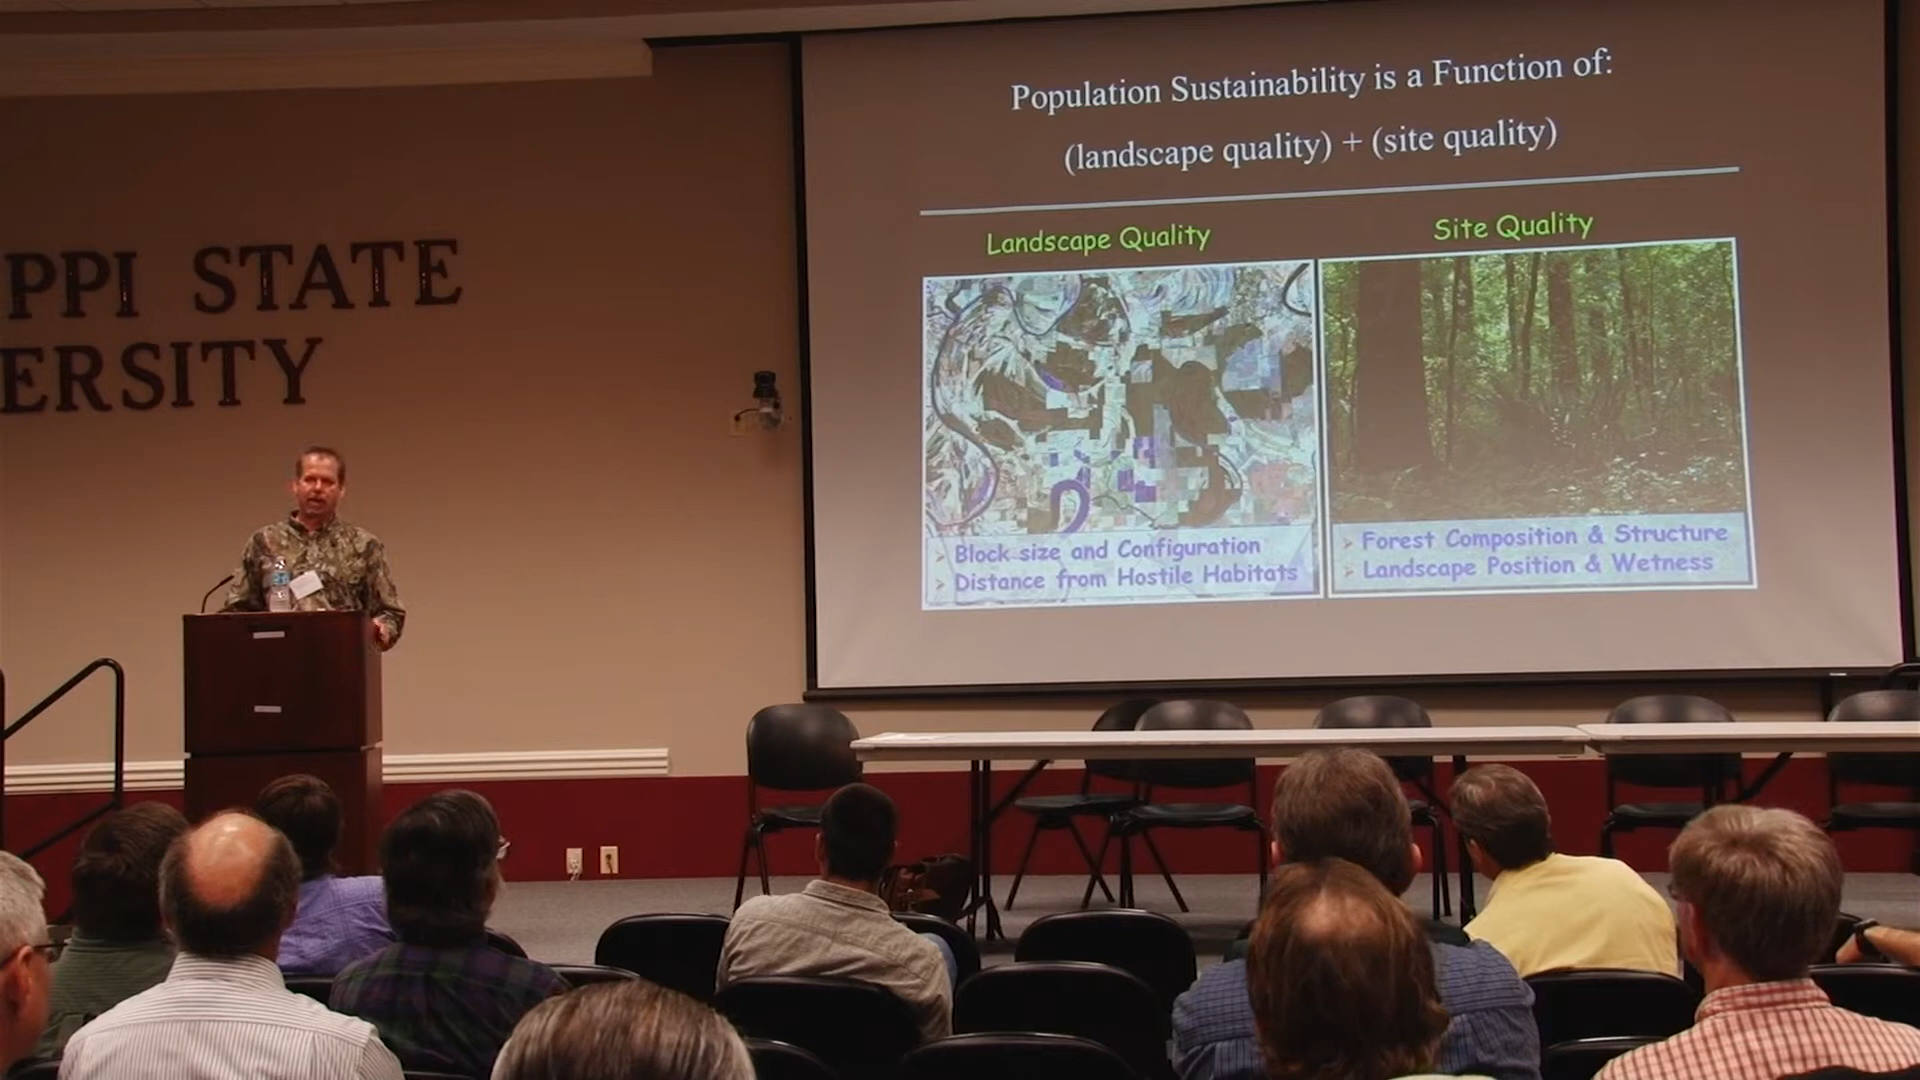 PPI STATE
ERSITY
Population Sustainability is a Function of:
(landscape quality) + (site quality)
Landscape Quality
Site Quality
Block size and Configuration
Distance from Hostile Habitats
Forest Composition & Structure
Landscape Position & Wetness